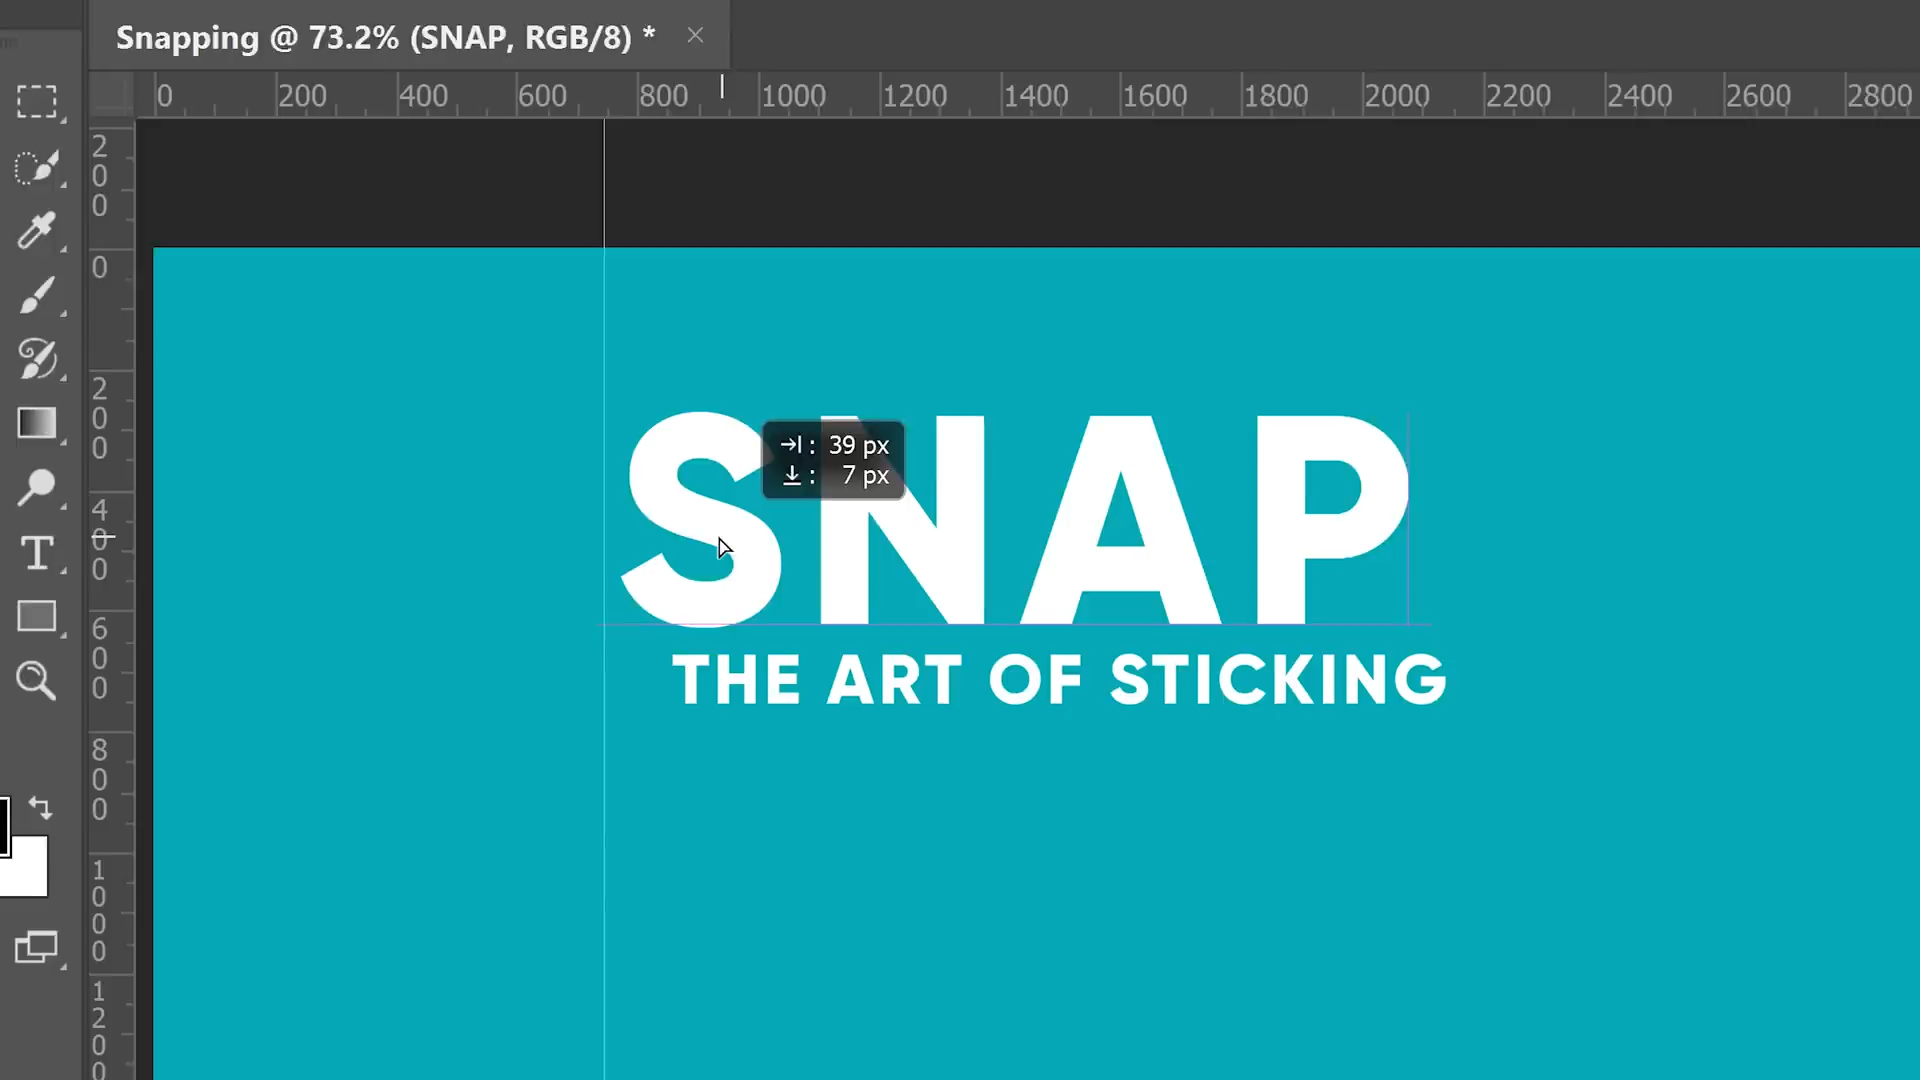 Snapping @ 73.2% (SNAP, RGB/8) *
0 200 400 600 800 1000 1200 1400 1600 1800 2000 2200 2400 2600 2800
200
0
200
400
600
800
1000
1200
SNAP
39 px
7 px
THE ART OF STICKING